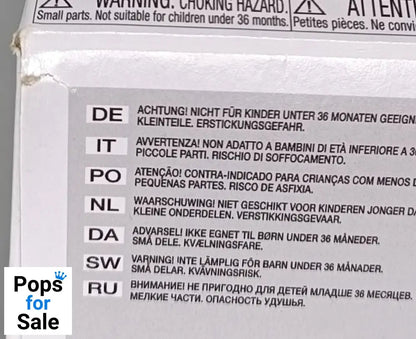 WARNING: CHOKING HAZARD.
Small parts. Not suitable for children under 36 months.
ATTENT
Petites pièces. Ne convi
DE ACHTUNG! NICHT FÜR KINDER UNTER 36 MONATEN GEEIGN
KLEINTEILE. ERSTICKUNGSGEFAHR.
IT AVVERTENZA! NON ADATTO A BAMBINI DI ETÀ INFERIORE A 3
PICCOLE PARTI. RISCHIO DI SOFFOCAMENTO.
PO ATENÇÃO! CONTRA-INDICADO PARA CRIANÇAS COM MENOS D
PEQUENAS PARTES. RISCO DE ASFIXIA.
NL WAARSCHUWING! NIET GESCHIKT VOOR KINDEREN JONGER DA
KLEINE ONDERDELEN. VERSTIKKINGSGEVAAR.
DA ADVARSEL! IKKE EGNET TIL BØRN UNDER 36 MÅNEDER.
SMÅ DELE. KVÆLNINGSFARE.
SW VARNING! INTE LÄMPLIG FÖR BARN UNDER 36 MÅNADER.
SMÅ DELAR. KVÄVNINGSRISK.
RU ВНИМАНИЕ! НЕ ПРИГОДНО ДЛЯ ДЕТЕЙ МЛАДШЕ 36 МЕСЯЦЕВ.
МЕЛКИЕ ЧАСТИ. ОПАСНОСТЬ УДУШЬЯ.
Pops
for
Sale